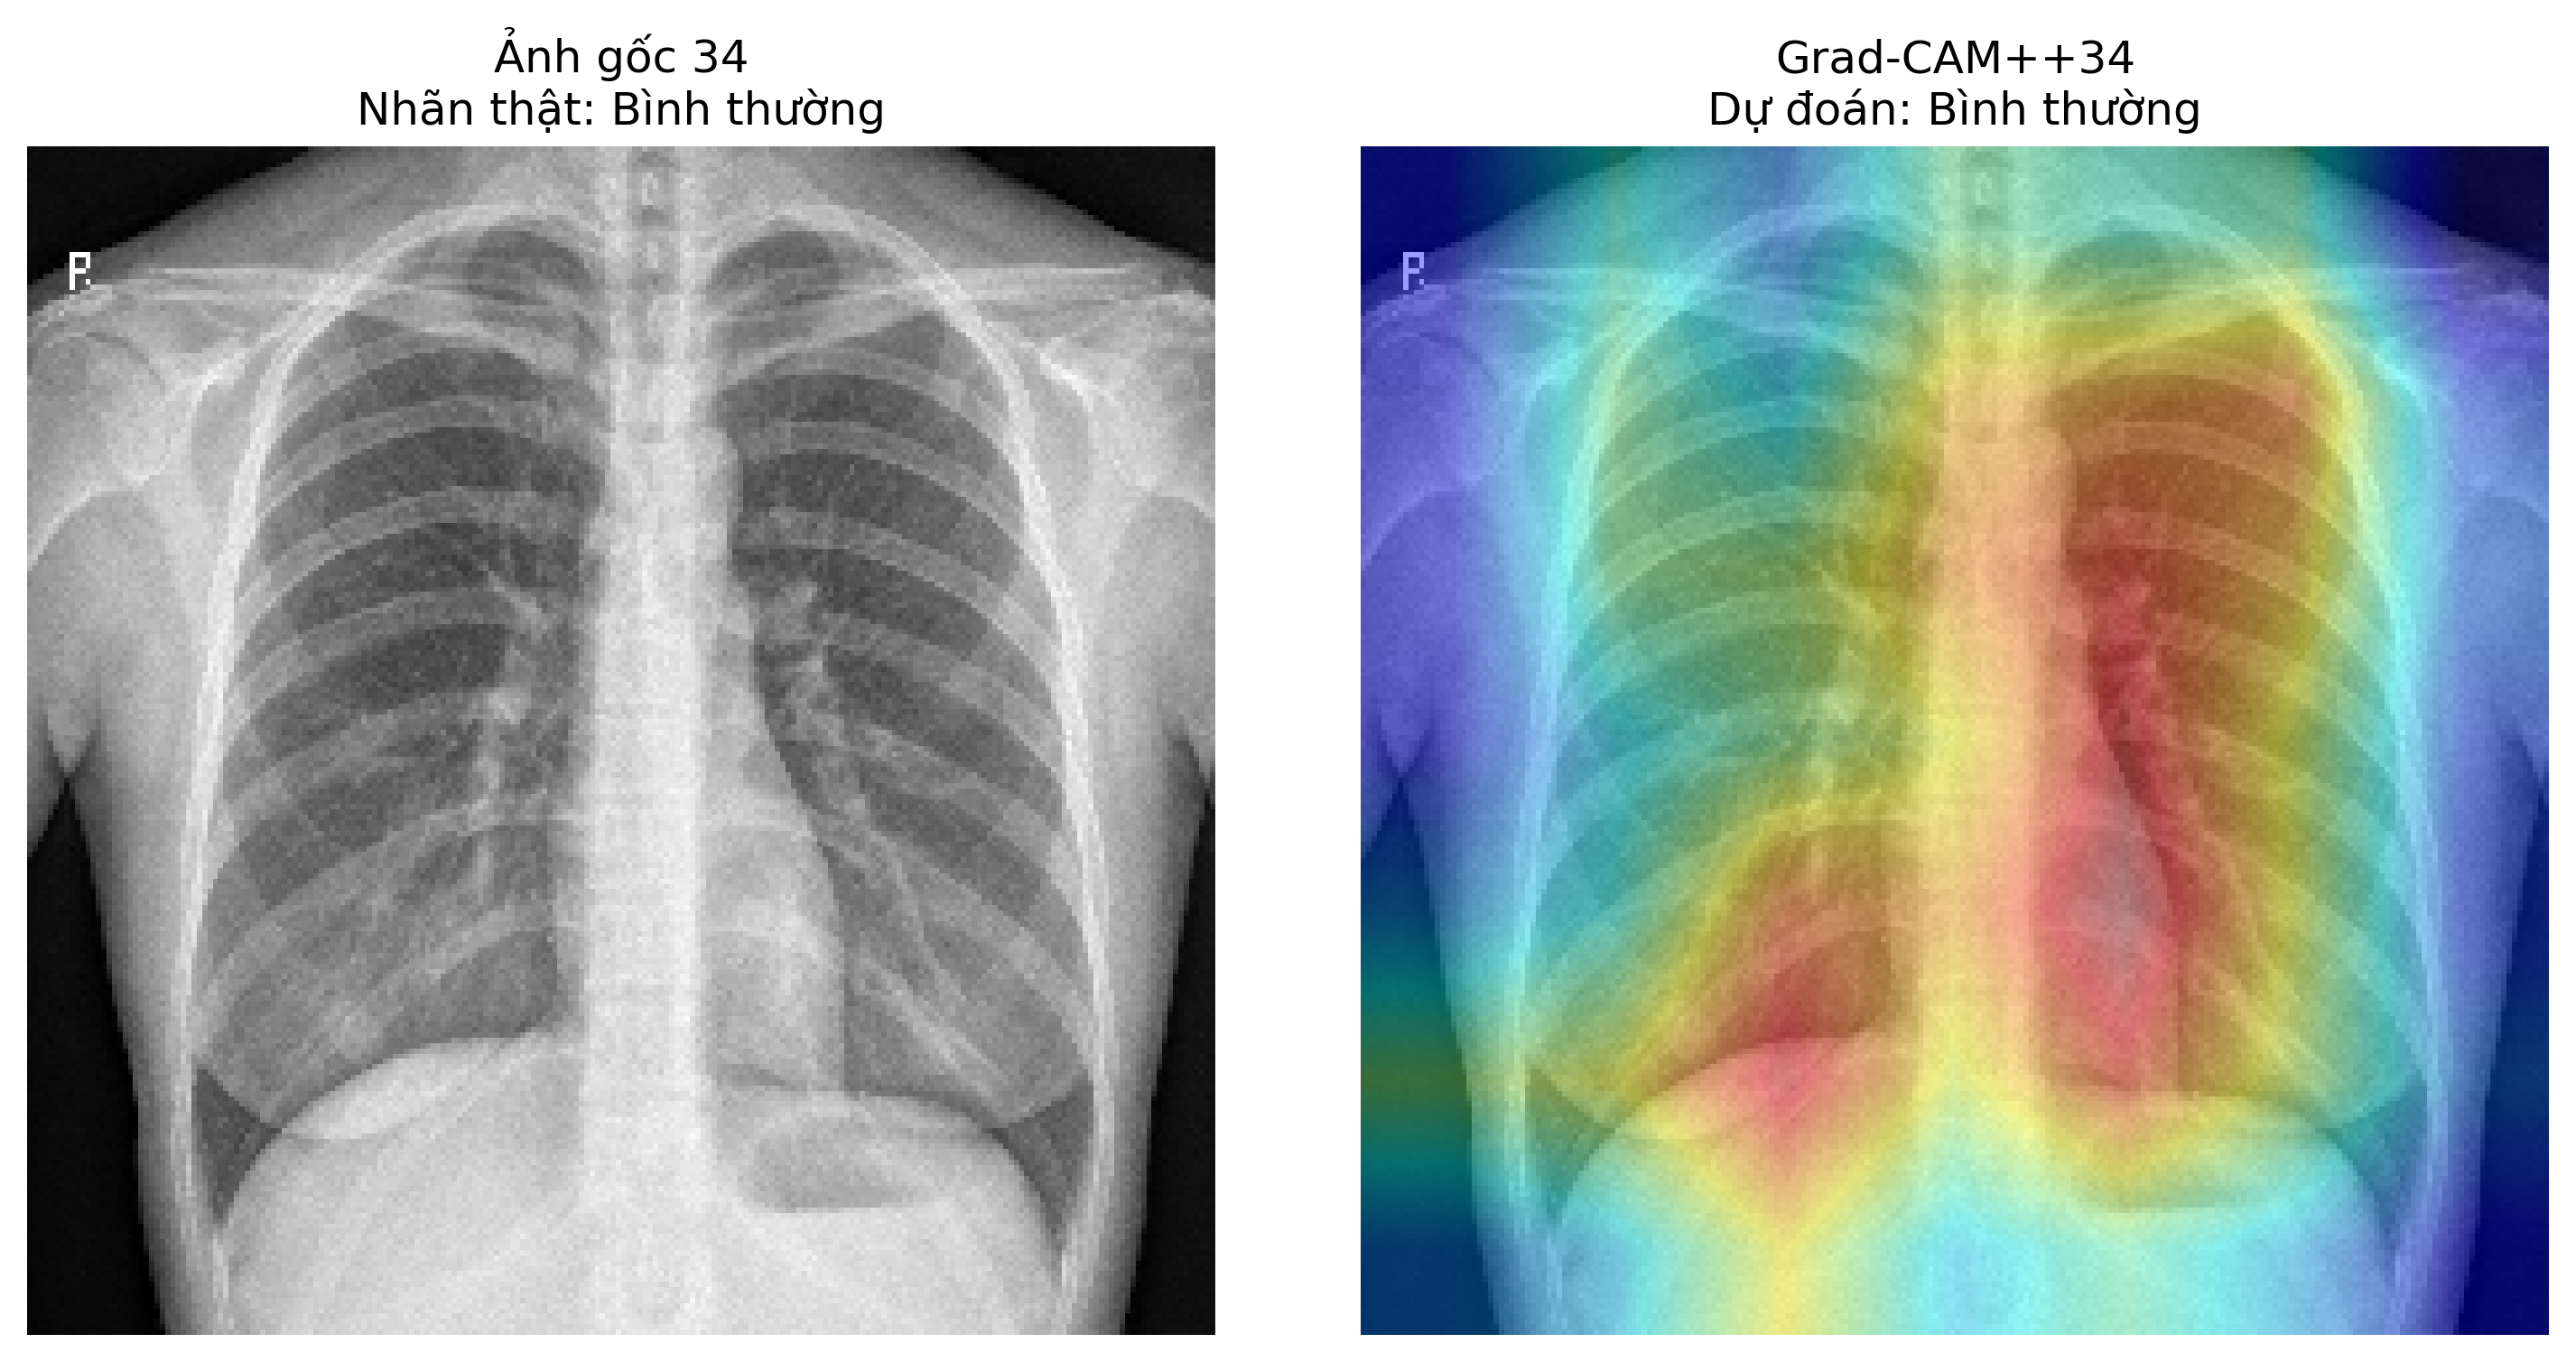 Ảnh gốc 34
Nhãn thật: Bình thường
Grad-CAM++34
Dự đoán: Bình thường
R
R